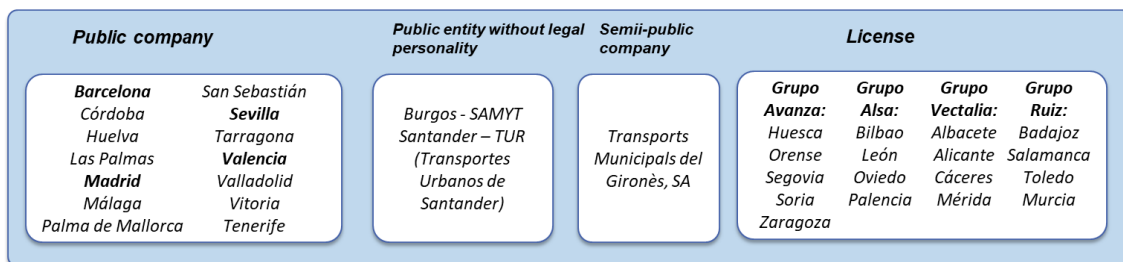 Public company
Barcelona
Córdoba
Huelva
Las Palmas
Madrid
Málaga
Palma de Mallorca
San Sebastián
Sevilla
Tarragona
Valencia
Valladolid
Vitoria
Tenerife
Public entity without legal
personality
Burgos - SAMYT
Santander – TUR
(Transportes
Urbanos de
Santander)
Semii-public
company
Transports
Municipals del
Gironès, SA
License
Grupo
Avanza:
Huesca
Orense
Segovia
Soria
Zaragoza
Grupo
Alsa:
Bilbao
León
Oviedo
Palencia
Grupo
Vectalia:
Albacete
Alicante
Cáceres
Mérida
Grupo
Ruiz:
Badajoz
Salamanca
Toledo
Murcia